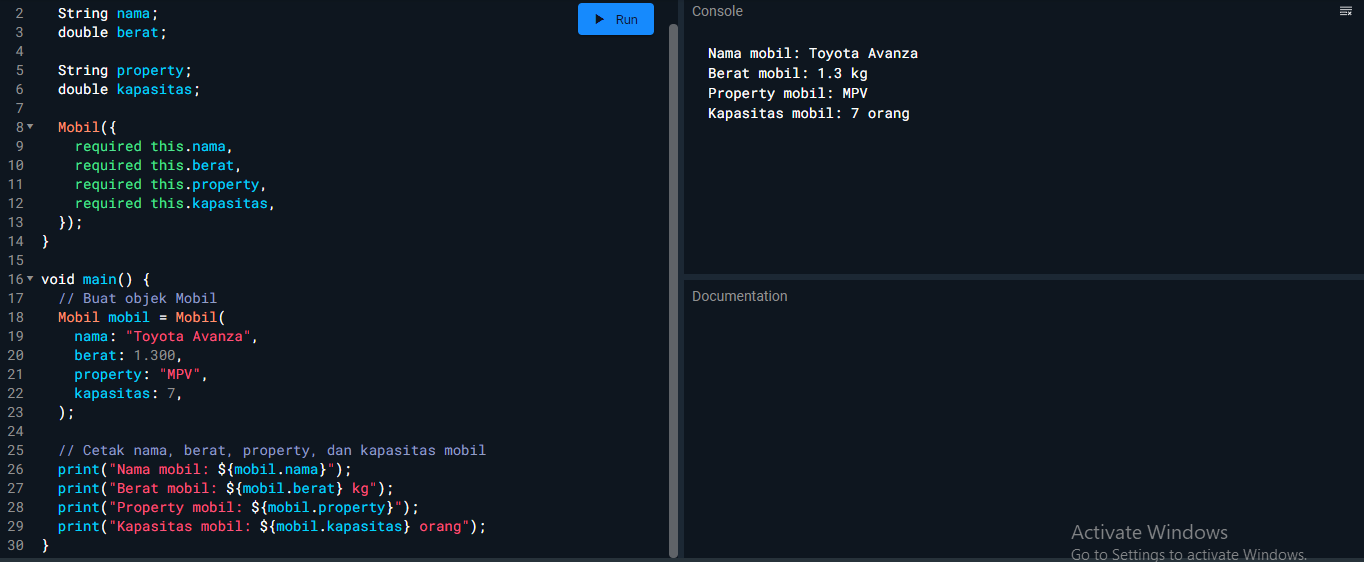 2 String nama;
3 double berat;
4
5 String property;
6 double kapasitas;
7
8 Mobil({
9 required this.nama,
10 required this.berat,
11 required this.property,
12 required this.kapasitas,
13 });
14 }
15
16 void main() {
17 // Buat objek Mobil
18 Mobil mobil = Mobil(
19 nama: "Toyota Avanza",
20 berat: 1.300,
21 property: "MPV",
22 kapasitas: 7,
23 );
24
25 // Cetak nama, berat, property, dan kapasitas mobil
26 print("Nama mobil: ${mobil.nama}");
27 print("Berat mobil: ${mobil.berat} kg");
28 print("Property mobil: ${mobil.property}");
29 print("Kapasitas mobil: ${mobil.kapasitas} orang");
30 }
Run
Console
Nama mobil: Toyota Avanza
Berat mobil: 1.3 kg
Property mobil: MPV
Kapasitas mobil: 7 orang
Documentation
Activate Windows
Go to Settings to activate Windows.